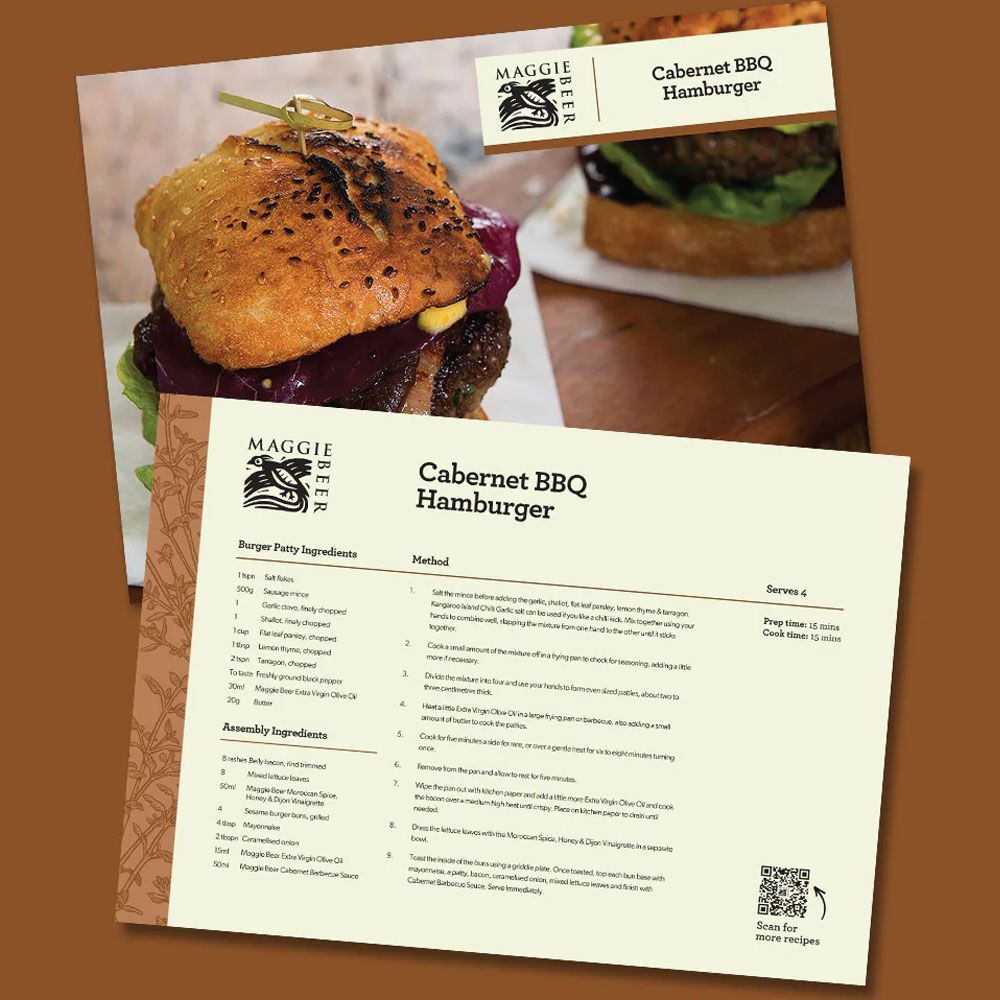 MAGGIE
BEER
Cabernet BBQ
Hamburger
MAGGIE
BEER
Cabernet BBQ
Hamburger
Burger Patty Ingredients
1 tspn Salt flakes
500g Sausage mince
1 Garlic clove, finely chopped
1 Shallot, finely chopped
1 cup Flat leaf parsley, chopped
1 tbsp Lemon thyme, chopped
2 tspn Tarragon, chopped
To taste Freshly ground black pepper
30ml Maggie Beer Extra Virgin Olive Oil
20g Butter
Assembly Ingredients
8 rashes Belly bacon, rind trimmed
8 Mixed lettuce leaves
50ml Maggie Beer Moroccan Spice,
Honey & Dijon Vinaigrette
4 Sesame burger buns, grilled
4 tbsp Mayonnaise
2 tbspn Caramelised onion
15ml Maggie Beer Extra Virgin Olive Oil
50ml Maggie Beer Cabernet Barbecue Sauce
Method
1. Salt the mince before adding the garlic, shallot, flat leaf parsley, lemon thyme & tarragon.
Kangaroo Island Chilli Garlic salt can be used if you like a chilli kick. Mix together using your
hands to combine well, slapping the mixture from one hand to the other until it sticks
together.
2. Cook a small amount of the mixture off in a frying pan to check for seasoning, adding a little
more if necessary.
3. Divide the mixture into four and use your hands to form even sized patties, about two to
three centimetres thick.
4. Heat a little Extra Virgin Olive Oil in a large frying pan or barbecue, also adding a small
amount of butter to cook the patties.
5. Cook for five minutes a side for rare, or over a gentle heat for six to eight minutes turning
once.
6. Remove from the pan and allow to rest for five minutes.
7. Wipe the pan out with kitchen paper and add a little more Extra Virgin Olive Oil and cook
the bacon over a medium high heat until crispy. Place on kitchen paper to drain until
needed.
8. Dress the lettuce leaves with the Moroccan Spice, Honey & Dijon Vinaigrette in a separate
bowl.
9. Toast the inside of the buns using a griddle plate. Once toasted, top each bun base with
mayonnaise, a patty, bacon, caramelised onion, mixed lettuce leaves and finish with
Cabernet Barbecue Sauce. Serve immediately.
Serves 4
Prep time: 15 mins
Cook time: 15 mins
Scan for
more recipes